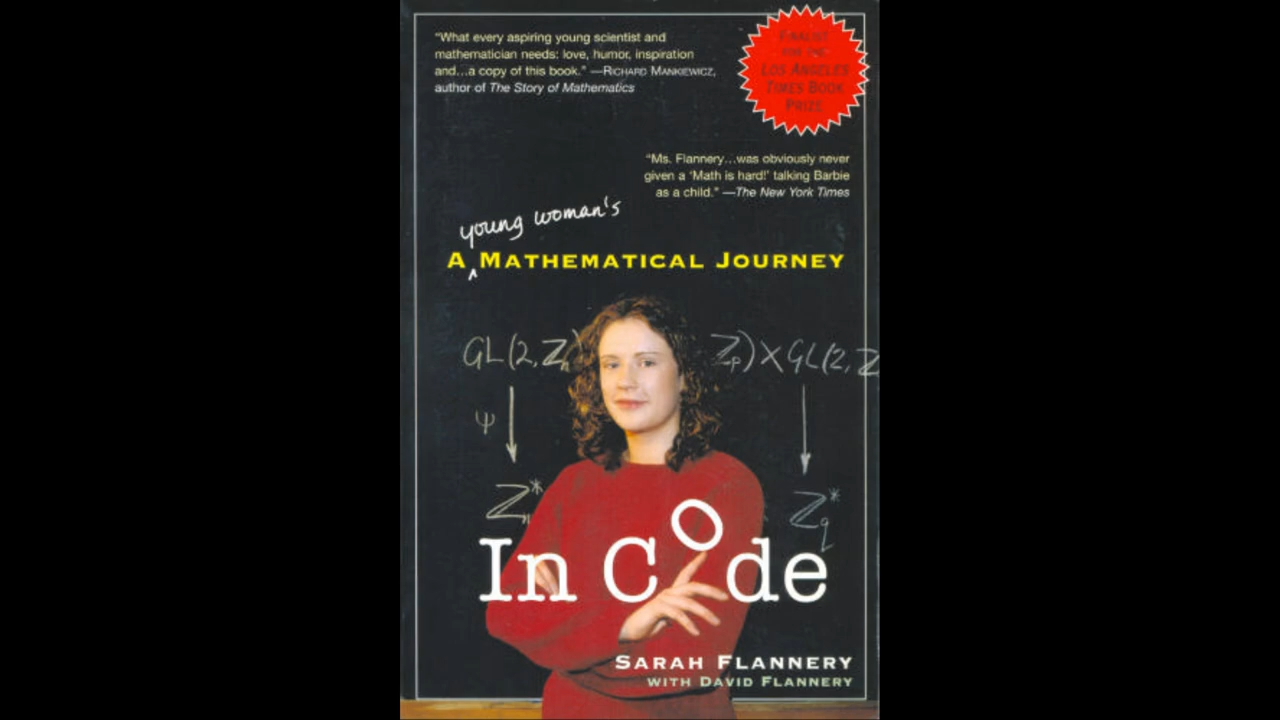 "What every aspiring young scientist and
mathematician needs: love, humor, inspiration
and...a copy of this book." —RICHARD MANKIEWICZ,
author of The Story of Mathematics
FINALIST
FOR THE
LOS ANGELES
TIMES BOOK
PRIZE
"Ms. Flannery...was obviously never
given a 'Math is hard!' talking Barbie
as a child." —The New York Times
young woman's
A ^ MATHEMATICAL JOURNEY
GL(2, Zn) Zp) X GL(2, Z
ψ
Z*n Z*q
In Code
SARAH FLANNERY
WITH DAVID FLANNERY